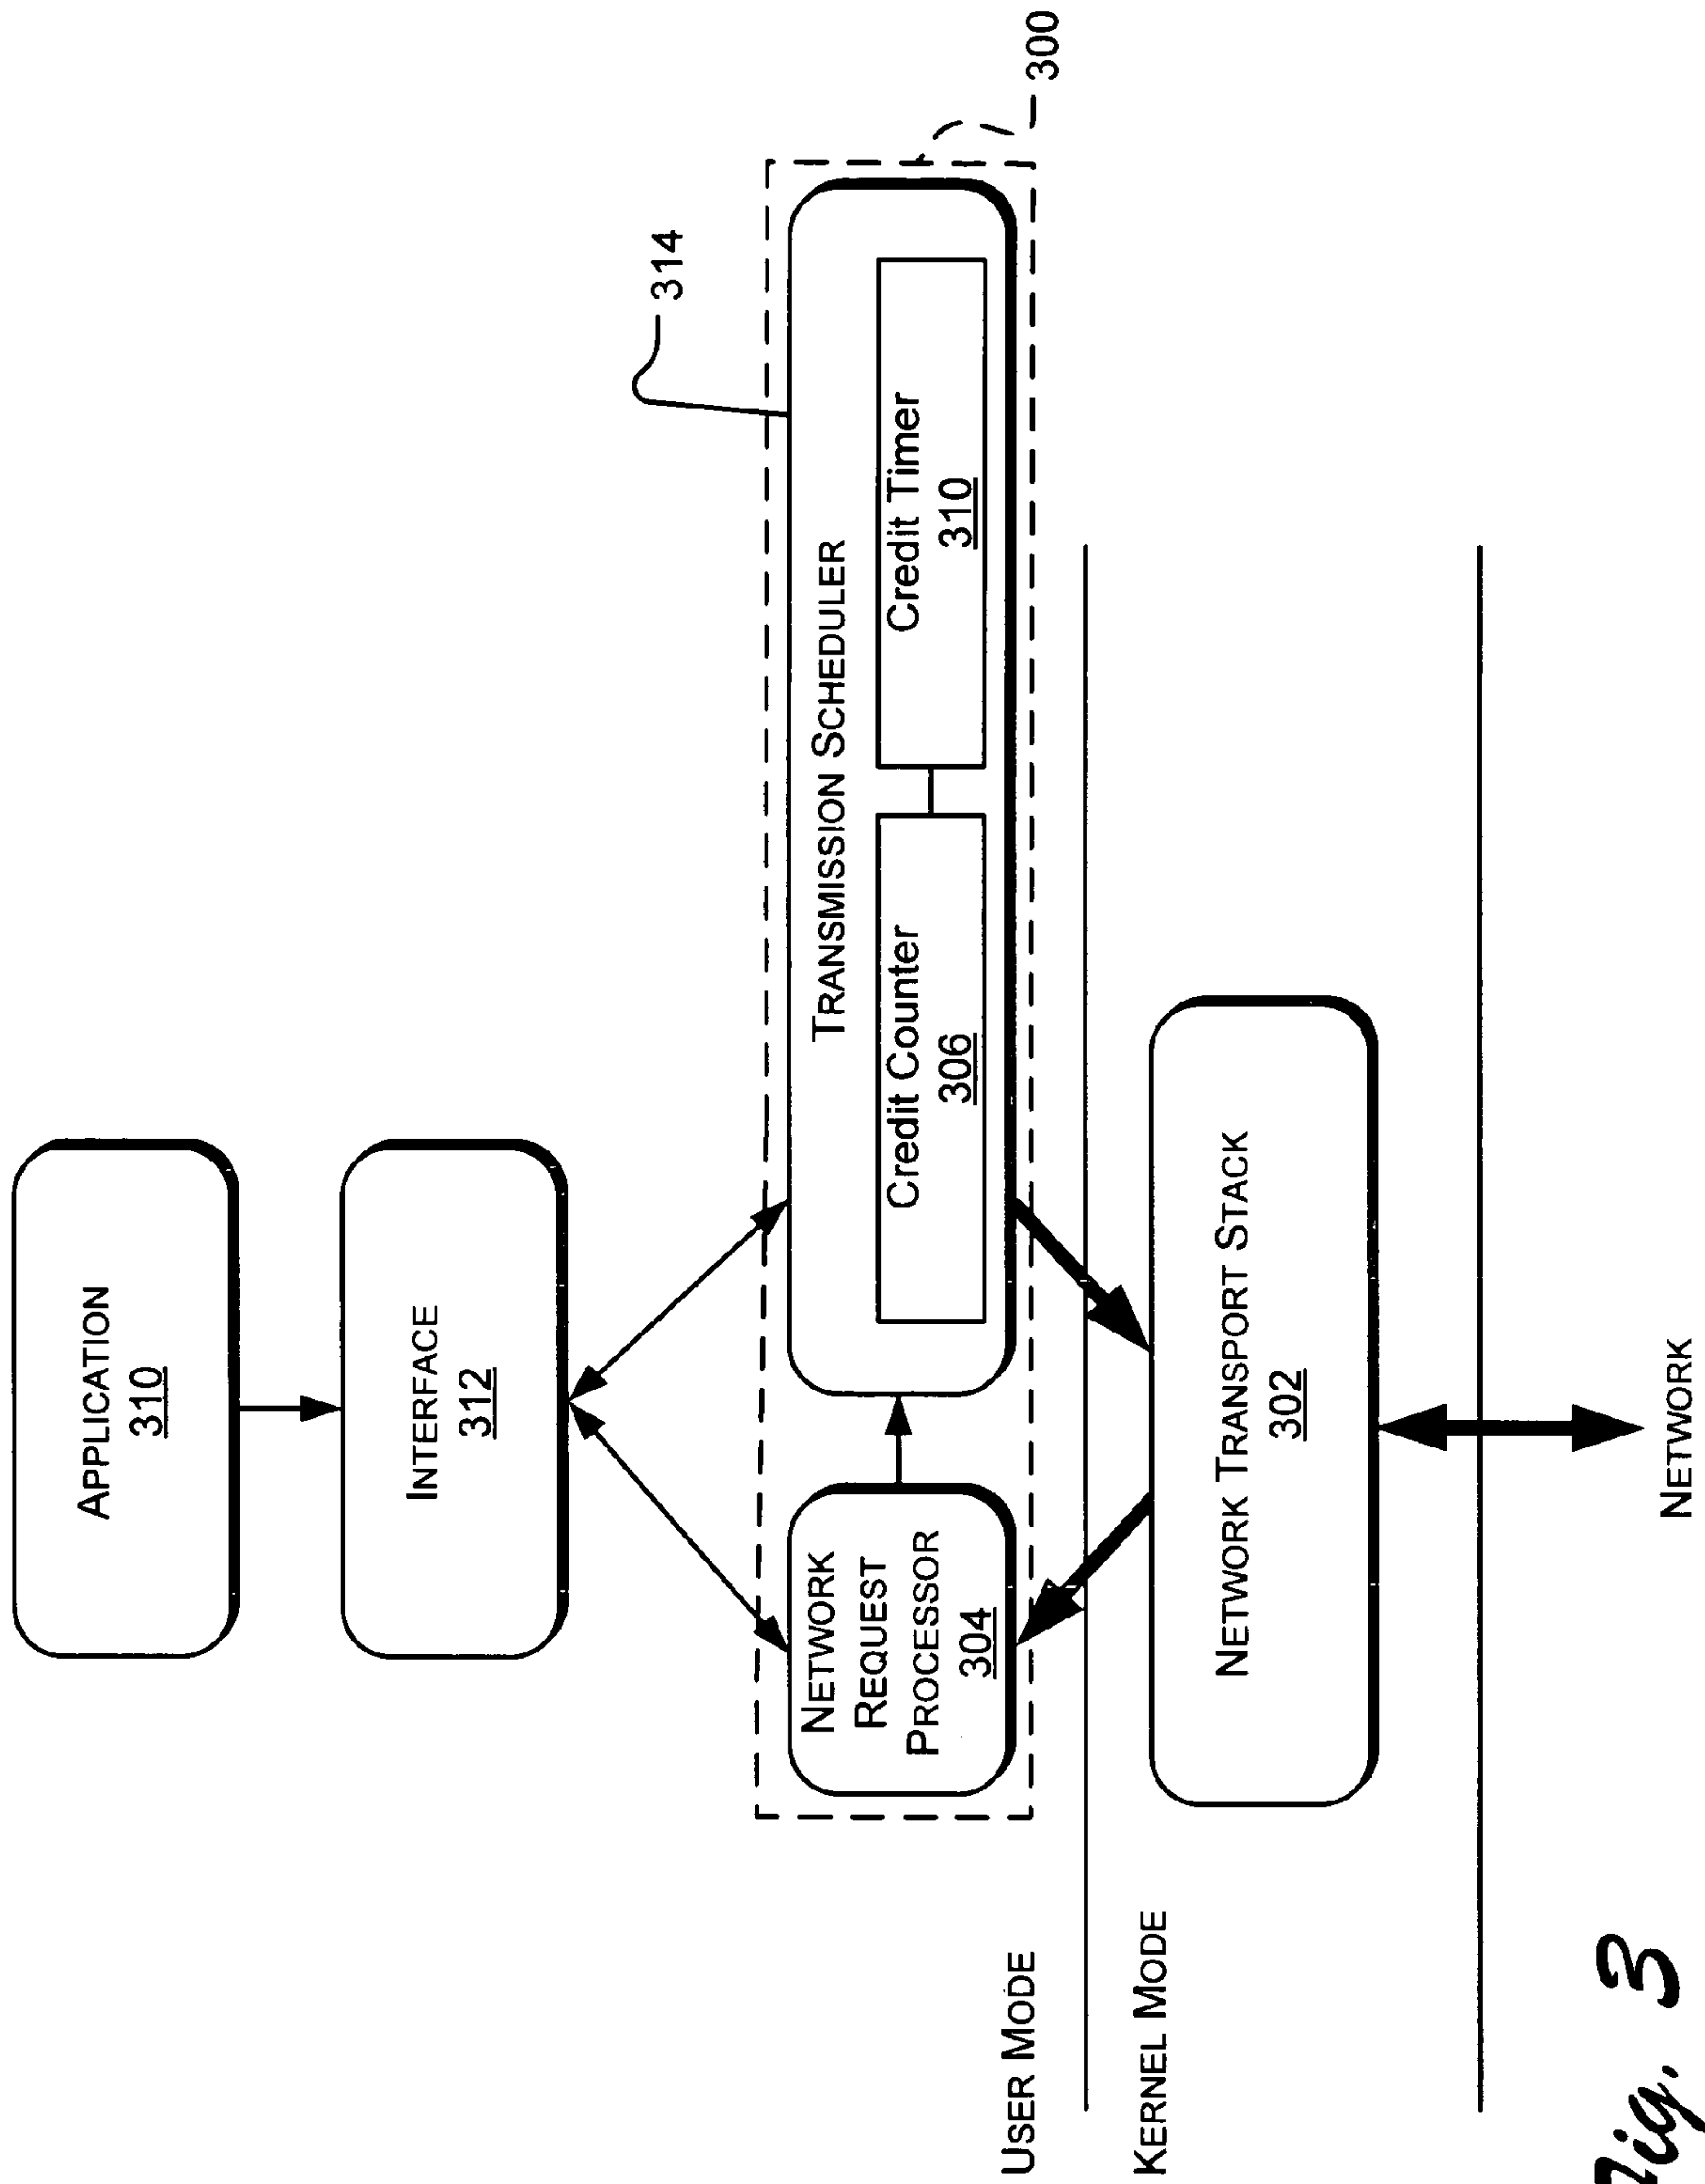 APPLICATION
310
INTERFACE
312
314
TRANSMISSION SCHEDULER
NETWORK
REQUEST
PROCESSOR
304
Credit Counter
306
Credit Timer
310
300
USER MODE
KERNEL MODE
NETWORK TRANSPORT STACK
302
NETWORK
Fig. 3